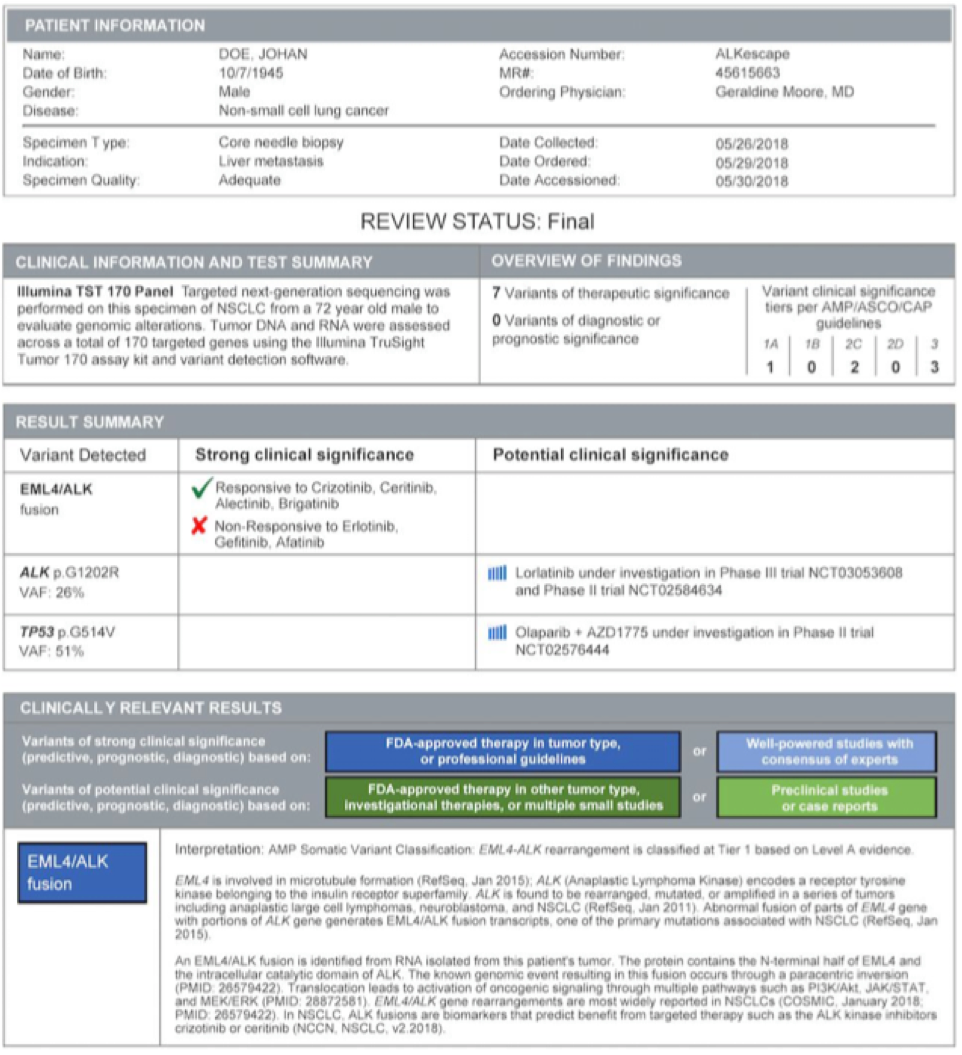 PATIENT INFORMATION
Name: DOE, JOHAN Accession Number: ALKescape
Date of Birth: 10/7/1945 MR#: 45615663
Gender: Male Ordering Physician: Geraldine Moore, MD
Disease: Non-small cell lung cancer
Specimen Type: Core needle biopsy Date Collected: 05/26/2018
Indication: Liver metastasis Date Ordered: 05/29/2018
Specimen Quality: Adequate Date Accessioned: 05/30/2018
REVIEW STATUS: Final
CLINICAL INFORMATION AND TEST SUMMARY
Illumina TST 170 Panel Targeted next-generation sequencing was
performed on this specimen of NSCLC from a 72 year old male to
evaluate genomic alterations. Tumor DNA and RNA were assessed
across a total of 170 targeted genes using the Illumina TruSight
Tumor 170 assay kit and variant detection software.
OVERVIEW OF FINDINGS
7 Variants of therapeutic significance
0 Variants of diagnostic or
prognostic significance
Variant clinical significance
tiers per AMP/ASCO/CAP
guidelines
1A 1B 2C 2D 3
1 0 2 0 3
RESULT SUMMARY
Variant Detected Strong clinical significance Potential clinical significance
EML4/ALK
fusion
Responsive to Crizotinib, Ceritinib,
Alectinib, Brigatinib
Non-Responsive to Erlotinib,
Gefitinib, Afatinib
ALK p.G1202R
VAF: 26%
Lorlatinib under investigation in Phase III trial NCT03053608
and Phase II trial NCT02584634
TP53 p.G514V
VAF: 51%
Olaparib + AZD1775 under investigation in Phase II trial
NCT02576444
CLINICALLY RELEVANT RESULTS
Variants of strong clinical significance
(predictive, prognostic, diagnostic) based on:
FDA-approved therapy in tumor type,
or professional guidelines
or
Well-powered studies with
consensus of experts
Variants of potential clinical significance
(predictive, prognostic, diagnostic) based on:
FDA-approved therapy in other tumor type,
investigational therapies, or multiple small studies
or
Preclinical studies
or case reports
EML4/ALK
fusion
Interpretation: AMP Somatic Variant Classification: EML4-ALK rearrangement is classified at Tier 1 based on Level A evidence.
EML4 is involved in microtubule formation (RefSeq, Jan 2015); ALK (Anaplastic Lymphoma Kinase) encodes a receptor tyrosine
kinase belonging to the insulin receptor superfamily. ALK is found to be rearranged, mutated, or amplified in a series of tumors
including anaplastic large cell lymphomas, neuroblastoma, and NSCLC (RefSeq, Jan 2011). Abnormal fusion of parts of EML4 gene
with portions of ALK gene generates EML4/ALK fusion transcripts, one of the primary mutations associated with NSCLC (RefSeq, Jan
2015).
An EML4/ALK fusion is identified from RNA isolated from this patient's tumor. The protein contains the N-terminal half of EML4 and
the intracellular catalytic domain of ALK. The known genomic event resulting in this fusion occurs through a paracentric inversion
(PMID: 26579422). Translocation leads to activation of oncogenic signaling through multiple pathways such as PI3K/Akt, JAK/STAT,
and MEK/ERK (PMID: 28872581). EML4/ALK gene rearrangements are most widely reported in NSCLCs (COSMIC, January 2018;
PMID: 26579422). In NSCLC, ALK fusions are biomarkers that predict benefit from targeted therapy such as the ALK kinase inhibitors
crizotinib or ceritinib (NCCN, NSCLC, v2.2018).